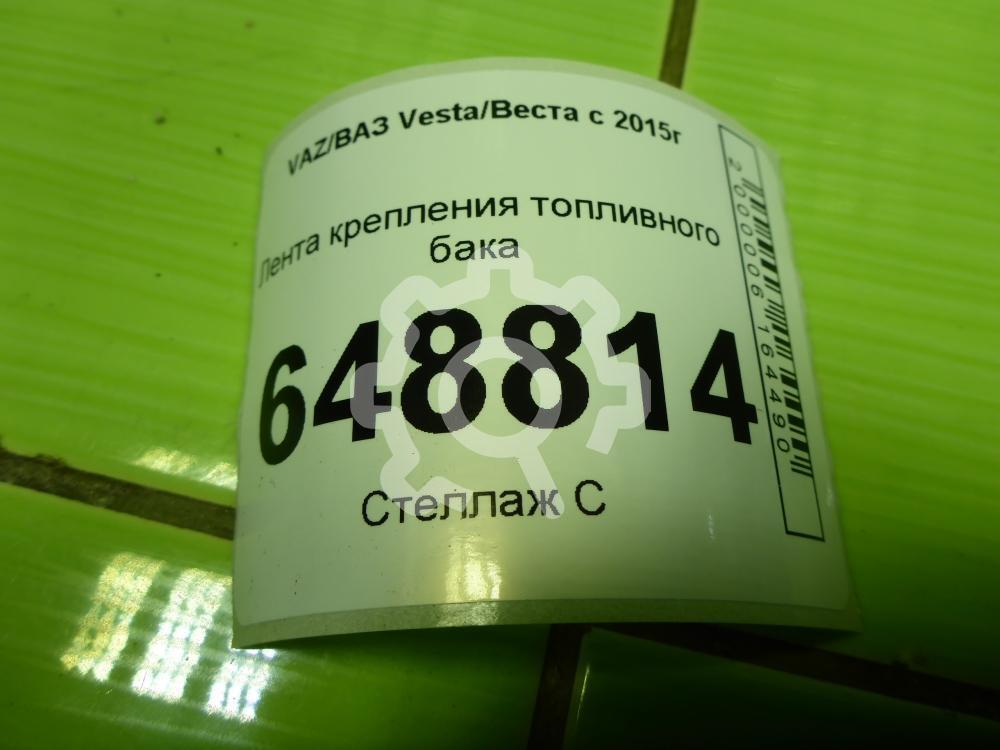 VAZ/ВАЗ Vesta/Веста с 2015г
Лента крепления топливного
бака
648814
Стеллаж С
2000006164490